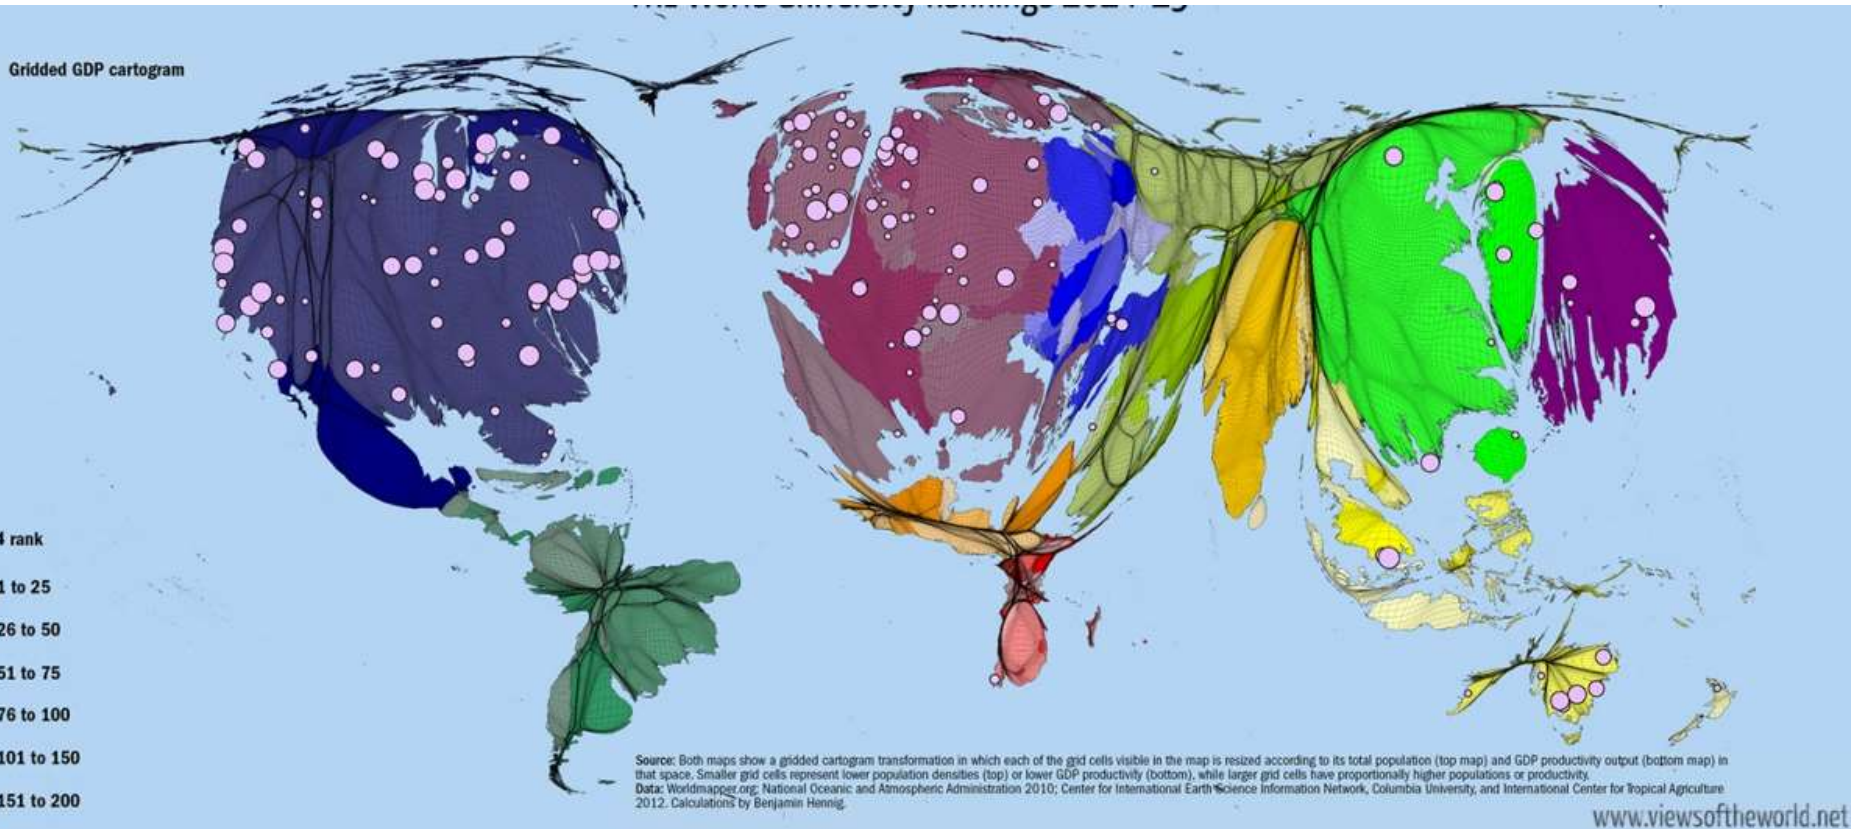 Gridded GDP cartogram
rank
1 to 25
26 to 50
51 to 75
76 to 100
101 to 150
151 to 200
Source: Both maps show a gridded cartogram transformation in which each of the grid cells visible in the map is resized according to its total population (top map) and GDP productivity output (bottom map) in
that space. Smaller grid cells represent lower population densities (top) or lower GDP productivity (bottom), while larger grid cells have proportionally higher populations or productivity.
Data: Worldmapper.org; National Oceanic and Atmospheric Administration 2010; Center for International Earth Science Information Network, Columbia University, and International Center for Tropical Agriculture
2012. Calculations by Benjamin Hennig.
www.viewsoftheworld.net